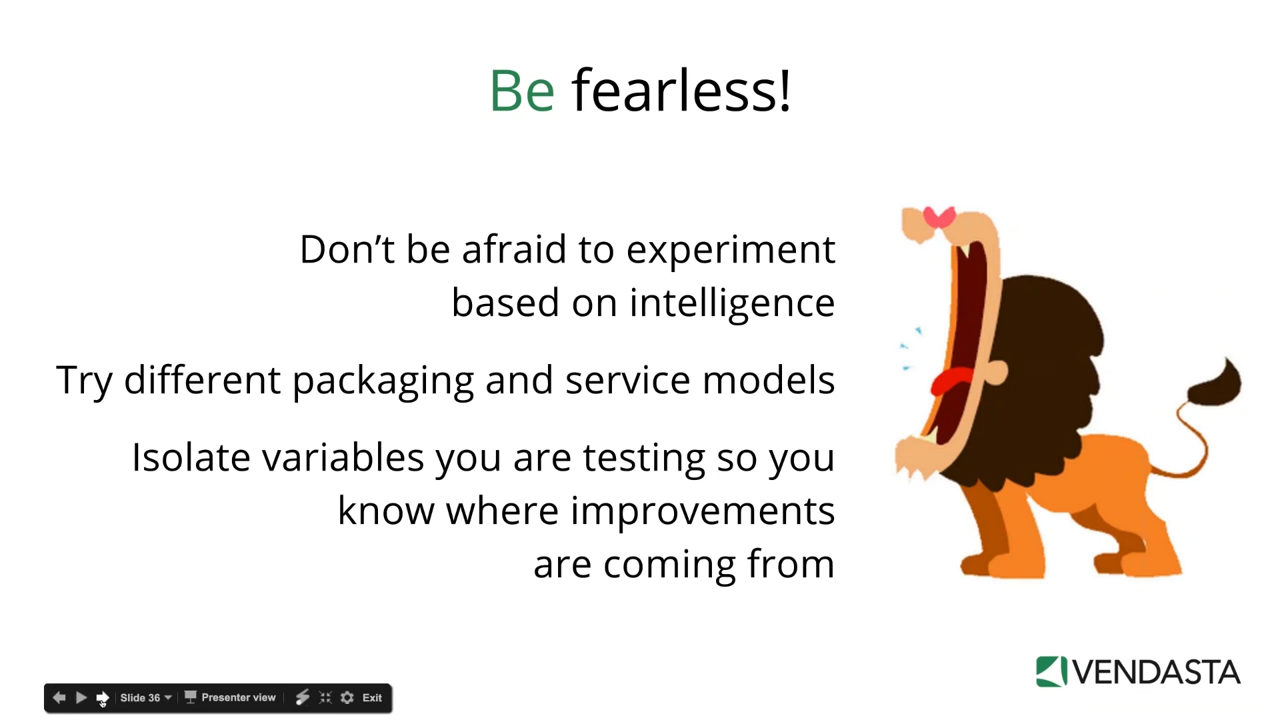 Be fearless!
Don’t be afraid to experiment
based on intelligence
Try different packaging and service models
Isolate variables you are testing so you
know where improvements
are coming from
VENDASTA
Slide 36 Presenter view Exit